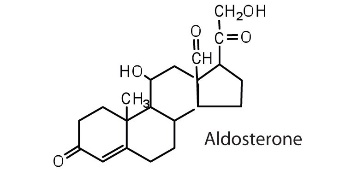 CH₂OH
O
C=O
CH
HO
CH₃
O
Aldosterone